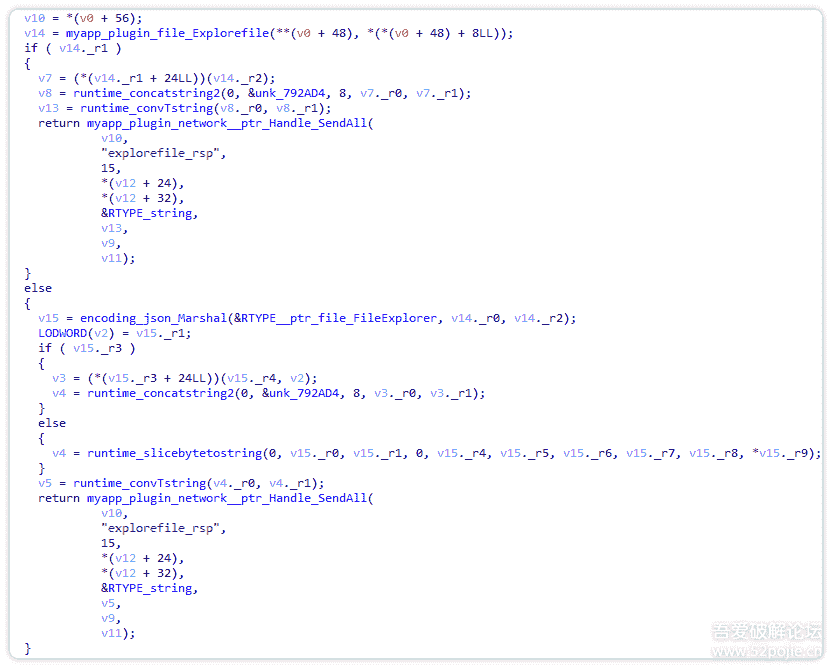 v10 = *(v0 + 56);
v14 = myapp_plugin_file_Explorefile(**(v0 + 48), *(*(v0 + 48) + 8LL));
if ( v14._r1 )
{
v7 = (*(v14._r1 + 24LL))(v14._r2);
v8 = runtime_concatstring2(0, &unk_792AD4, 8, v7._r0, v7._r1);
v13 = runtime_convTstring(v8._r0, v8._r1);
return myapp_plugin_network__ptr_Handle_SendAll(
v10,
"explorefile_rsp",
15,
*(v12 + 24),
*(v12 + 32),
&RTYPE_string,
v13,
v9,
v11);
}
else
{
v15 = encoding_json_Marshal(&RTYPE__ptr_file_FileExplorer, v14._r0, v14._r2);
LODWORD(v2) = v15._r1;
if ( v15._r3 )
{
v3 = (*(v15._r3 + 24LL))(v15._r4, v2);
v4 = runtime_concatstring2(0, &unk_792AD4, 8, v3._r0, v3._r1);
}
else
{
v4 = runtime_slicebytetostring(0, v15._r0, v15._r1, 0, v15._r4, v15._r5, v15._r6, v15._r7, v15._r8, *v15._r9);
}
v5 = runtime_convTstring(v4._r0, v4._r1);
return myapp_plugin_network__ptr_Handle_SendAll(
v10,
"explorefile_rsp",
15,
*(v12 + 24),
*(v12 + 32),
&RTYPE_string,
v5,
v9,
v11);
}
吾爱破解论坛
www.52pojie.cn